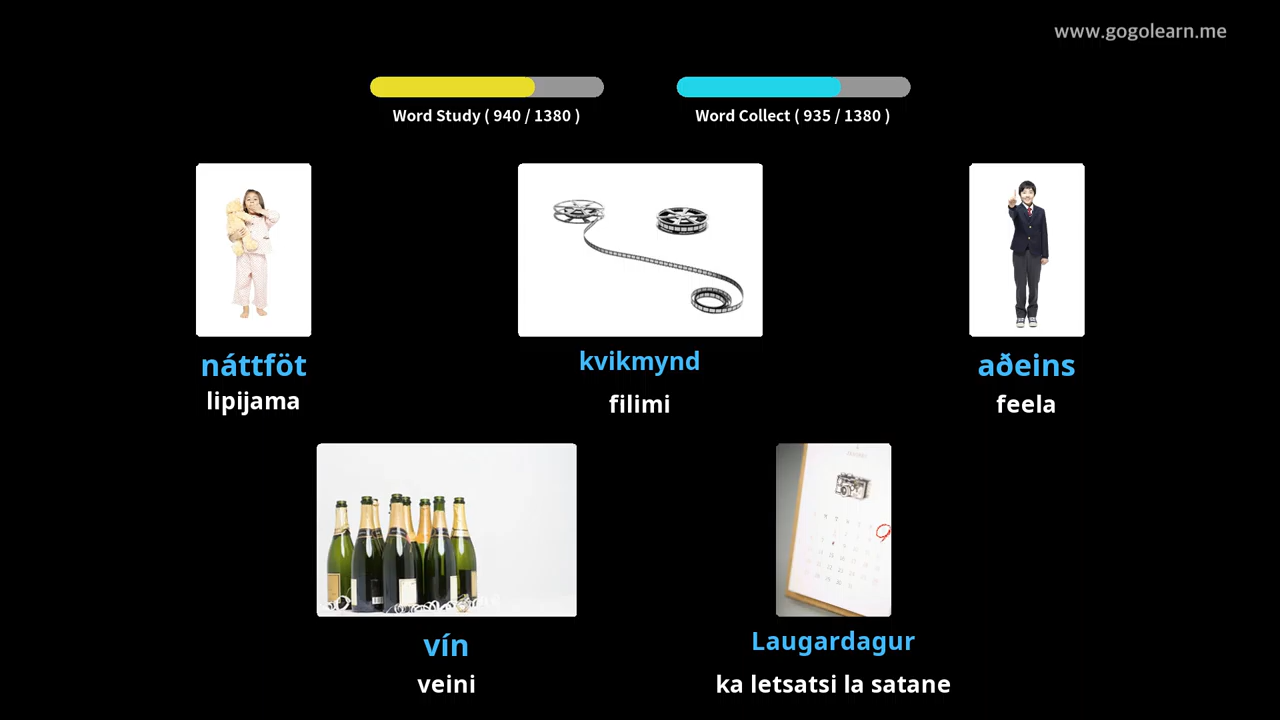 www.gogolearn.me
Word Study ( 940 / 1380 )
Word Collect ( 935 / 1380 )
náttföt
lipijama
kvikmynd
filimi
aðeins
feela
vín
veini
Laugardagur
ka letsatsi la satane